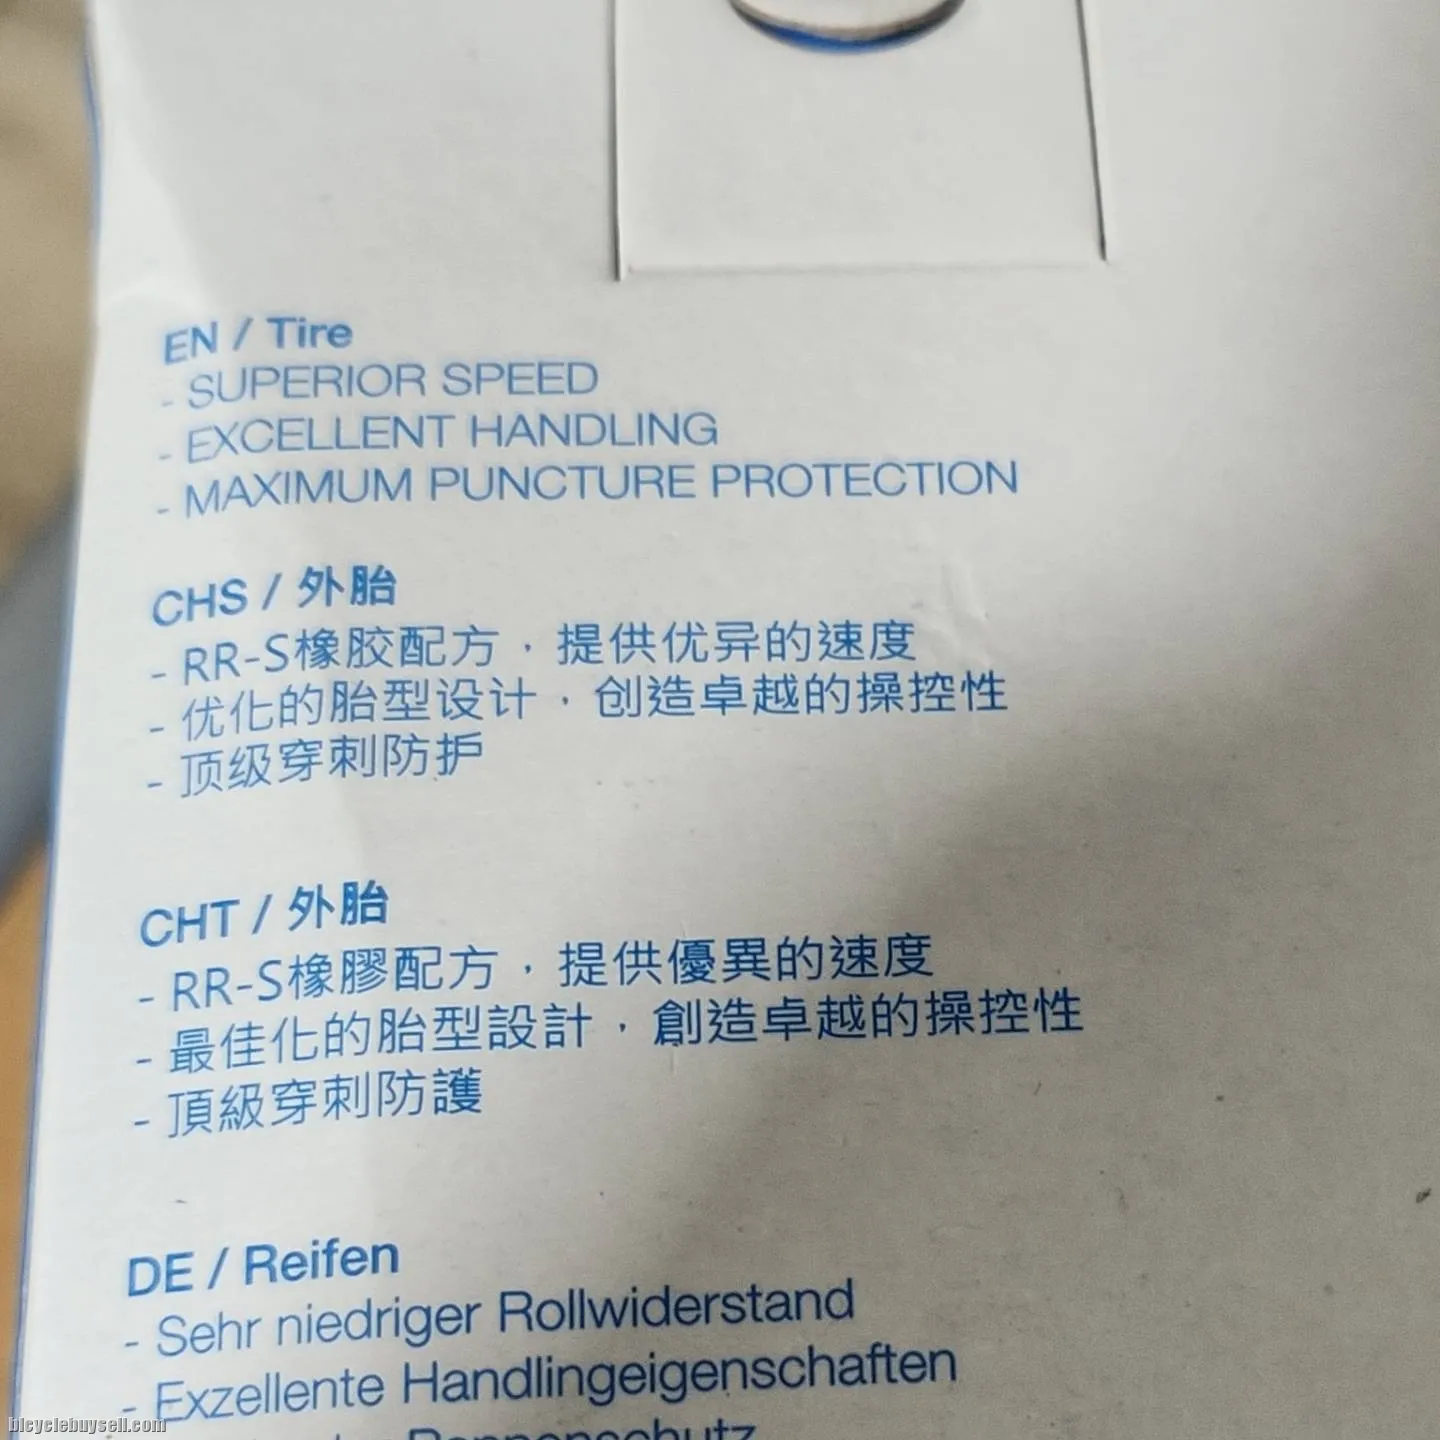 EN / Tire
- SUPERIOR SPEED
- EXCELLENT HANDLING
- MAXIMUM PUNCTURE PROTECTION
CHS / 外胎
- RR-S橡胶配方，提供优异的速度
- 优化的胎型设计，创造卓越的操控性
- 顶级穿刺防护
CHT / 外胎
- RR-S橡膠配方，提供優異的速度
- 最佳化的胎型設計，創造卓越的操控性
- 頂級穿刺防護
DE / Reifen
- Sehr niedriger Rollwiderstand
- Exzellente Handlingeigenschaften
bicyclebuysell.com